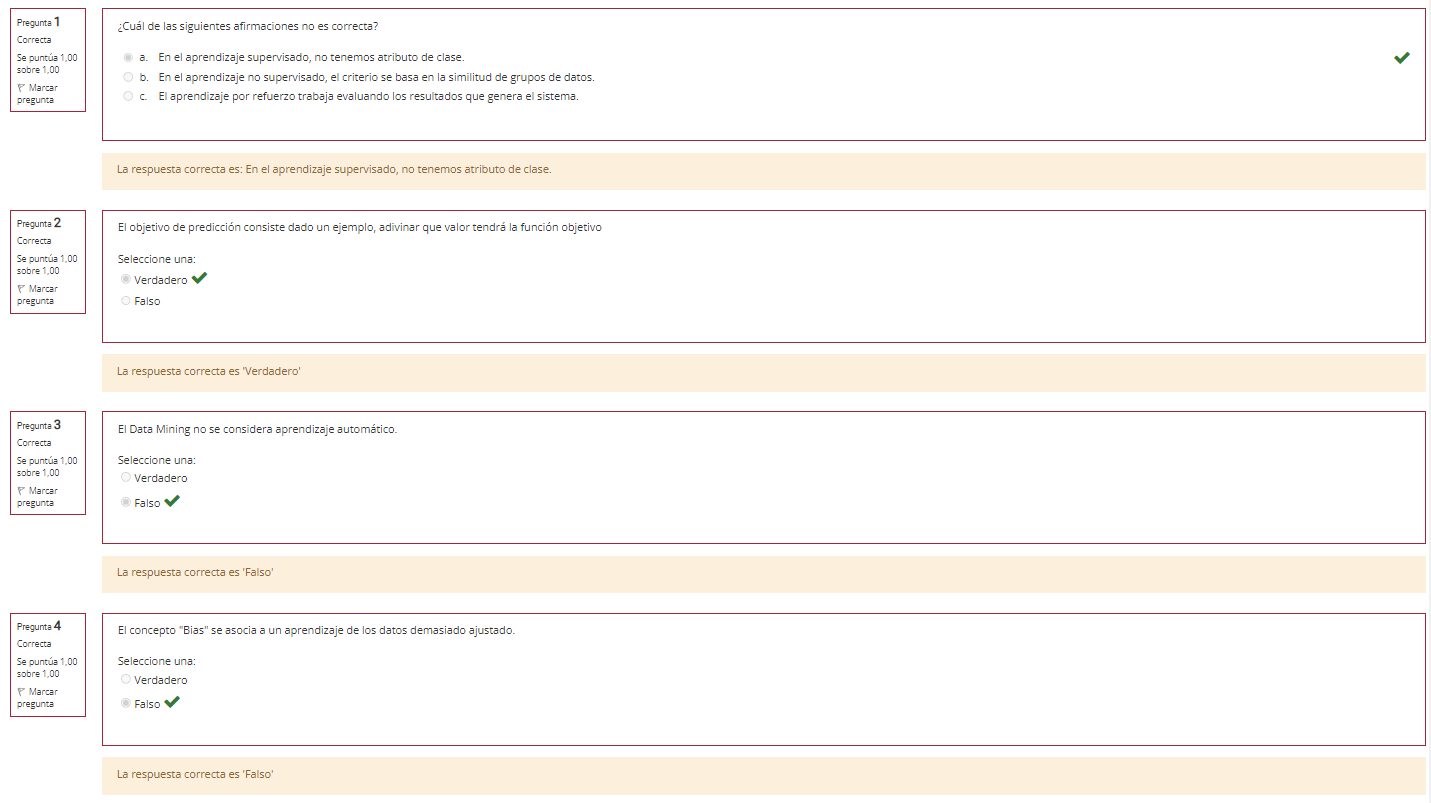 Pregunta 1
Correcta
Se puntúa 1,00
sobre 1,00
Marcar
pregunta
¿Cuál de las siguientes afirmaciones no es correcta?
a. En el aprendizaje supervisado, no tenemos atributo de clase.
b. En el aprendizaje no supervisado, el criterio se basa en la similitud de grupos de datos.
c. El aprendizaje por refuerzo trabaja evaluando los resultados que genera el sistema.
La respuesta correcta es: En el aprendizaje supervisado, no tenemos atributo de clase.
Pregunta 2
Correcta
Se puntúa 1,00
sobre 1,00
Marcar
pregunta
El objetivo de predicción consiste dado un ejemplo, adivinar que valor tendrá la función objetivo
Seleccione una:
Verdadero
Falso
La respuesta correcta es 'Verdadero'
Pregunta 3
Correcta
Se puntúa 1,00
sobre 1,00
Marcar
pregunta
El Data Mining no se considera aprendizaje automático.
Seleccione una:
Verdadero
Falso
La respuesta correcta es 'Falso'
Pregunta 4
Correcta
Se puntúa 1,00
sobre 1,00
Marcar
pregunta
El concepto "Bias" se asocia a un aprendizaje de los datos demasiado ajustado.
Seleccione una:
Verdadero
Falso
La respuesta correcta es 'Falso'